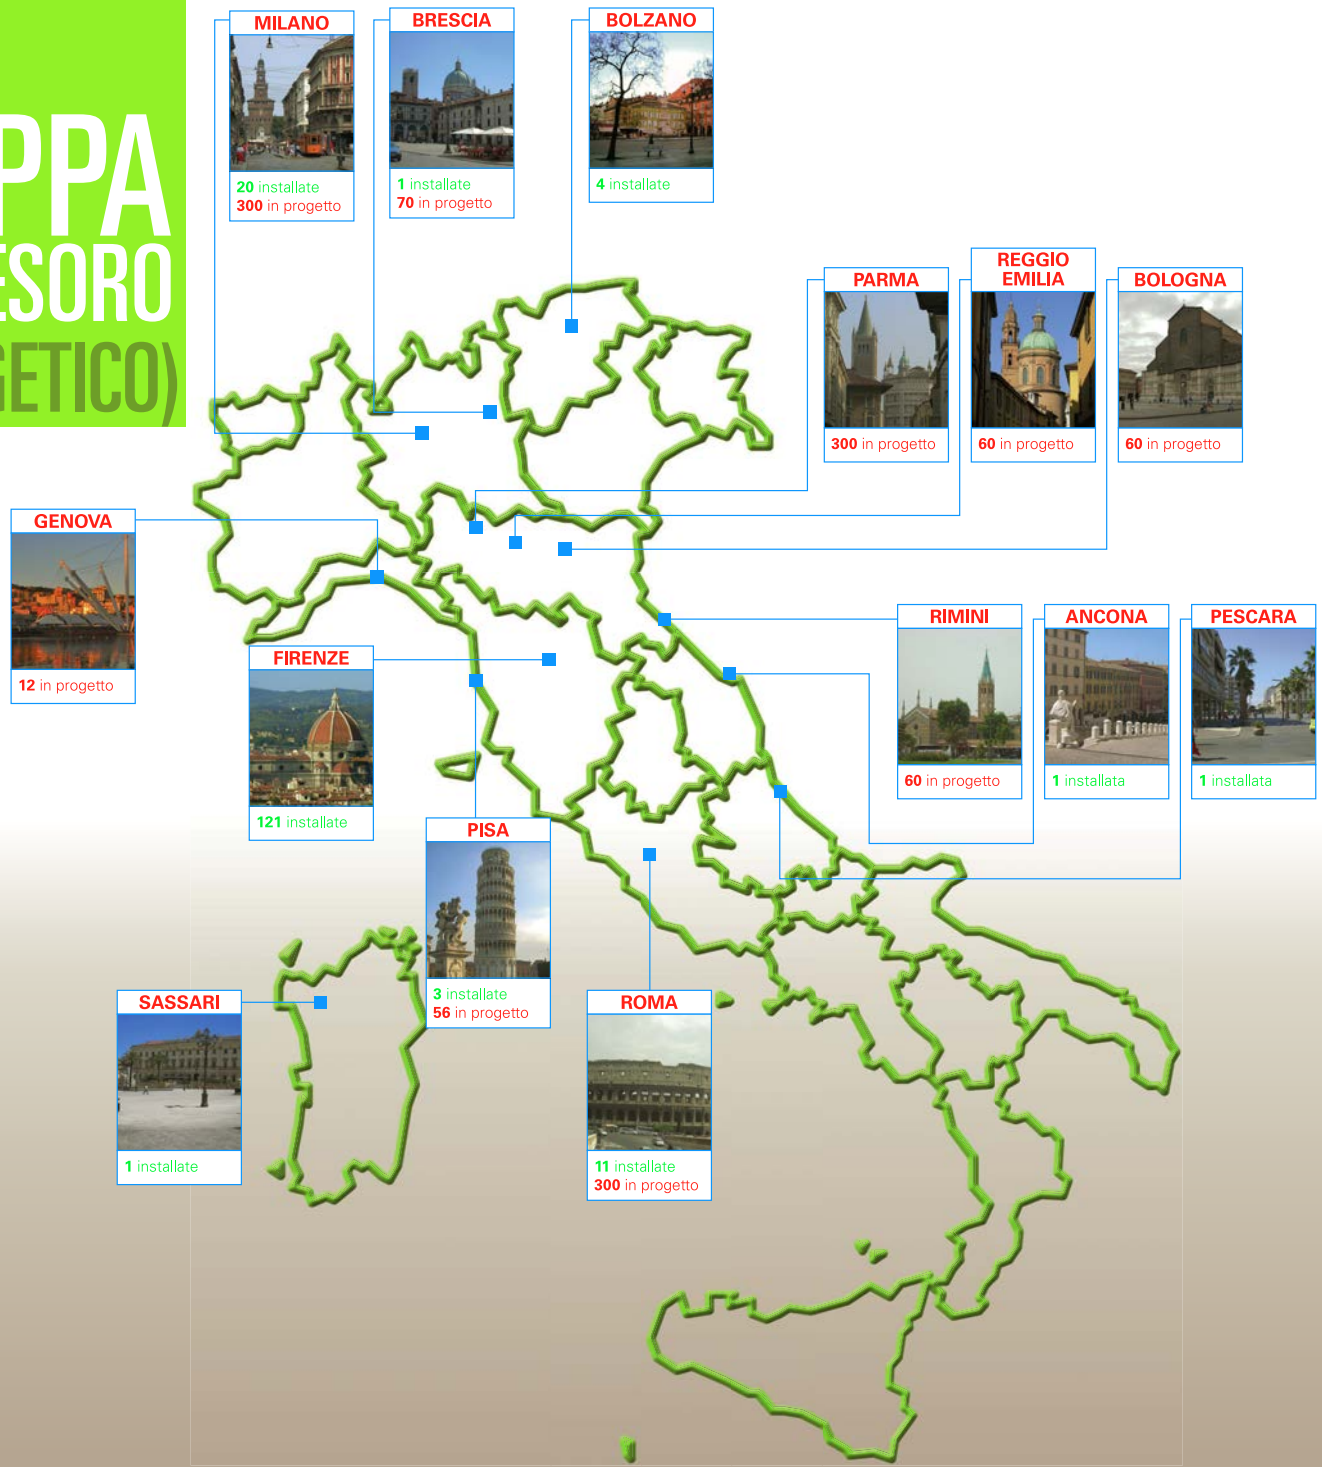 PPA
ESORO
GETICO)
MILANO
20 installate
300 in progetto
BRESCIA
1 installate
70 in progetto
BOLZANO
4 installate
PARMA
300 in progetto
REGGIO
EMILIA
60 in progetto
BOLOGNA
60 in progetto
GENOVA
12 in progetto
FIRENZE
121 installate
PISA
3 installate
56 in progetto
RIMINI
60 in progetto
ANCONA
1 installata
PESCARA
1 installata
SASSARI
1 installate
ROMA
11 installate
300 in progetto